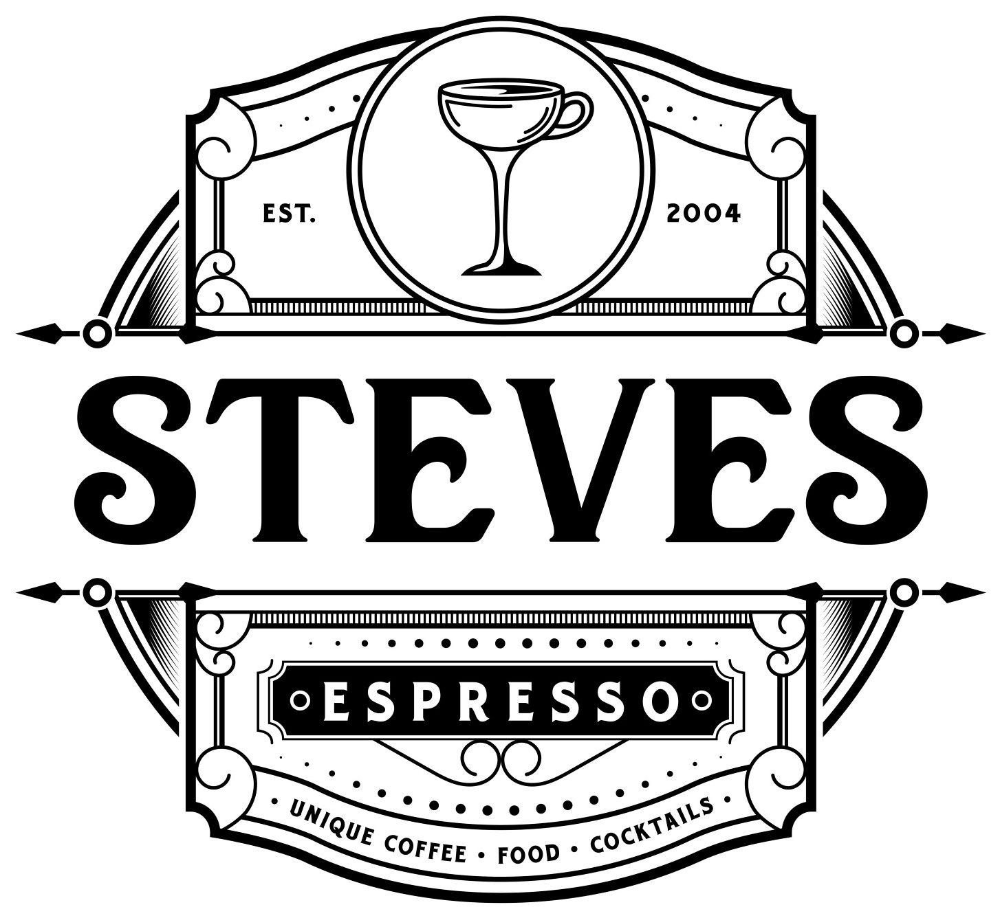 EST. 2004
STEVES
ESPRESSO
• UNIQUE COFFEE • FOOD • COCKTAILS •